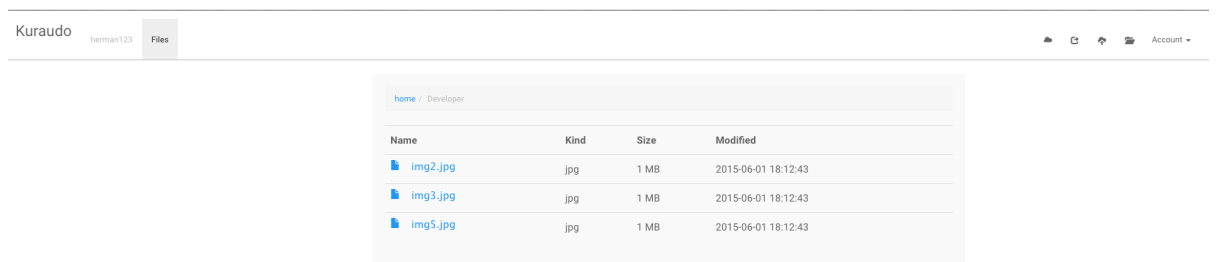 Kuraudo herman123 Files Account
home / Developer
Name Kind Size Modified
img2.jpg jpg 1 MB 2015-06-01 18:12:43
img3.jpg jpg 1 MB 2015-06-01 18:12:43
img5.jpg jpg 1 MB 2015-06-01 18:12:43